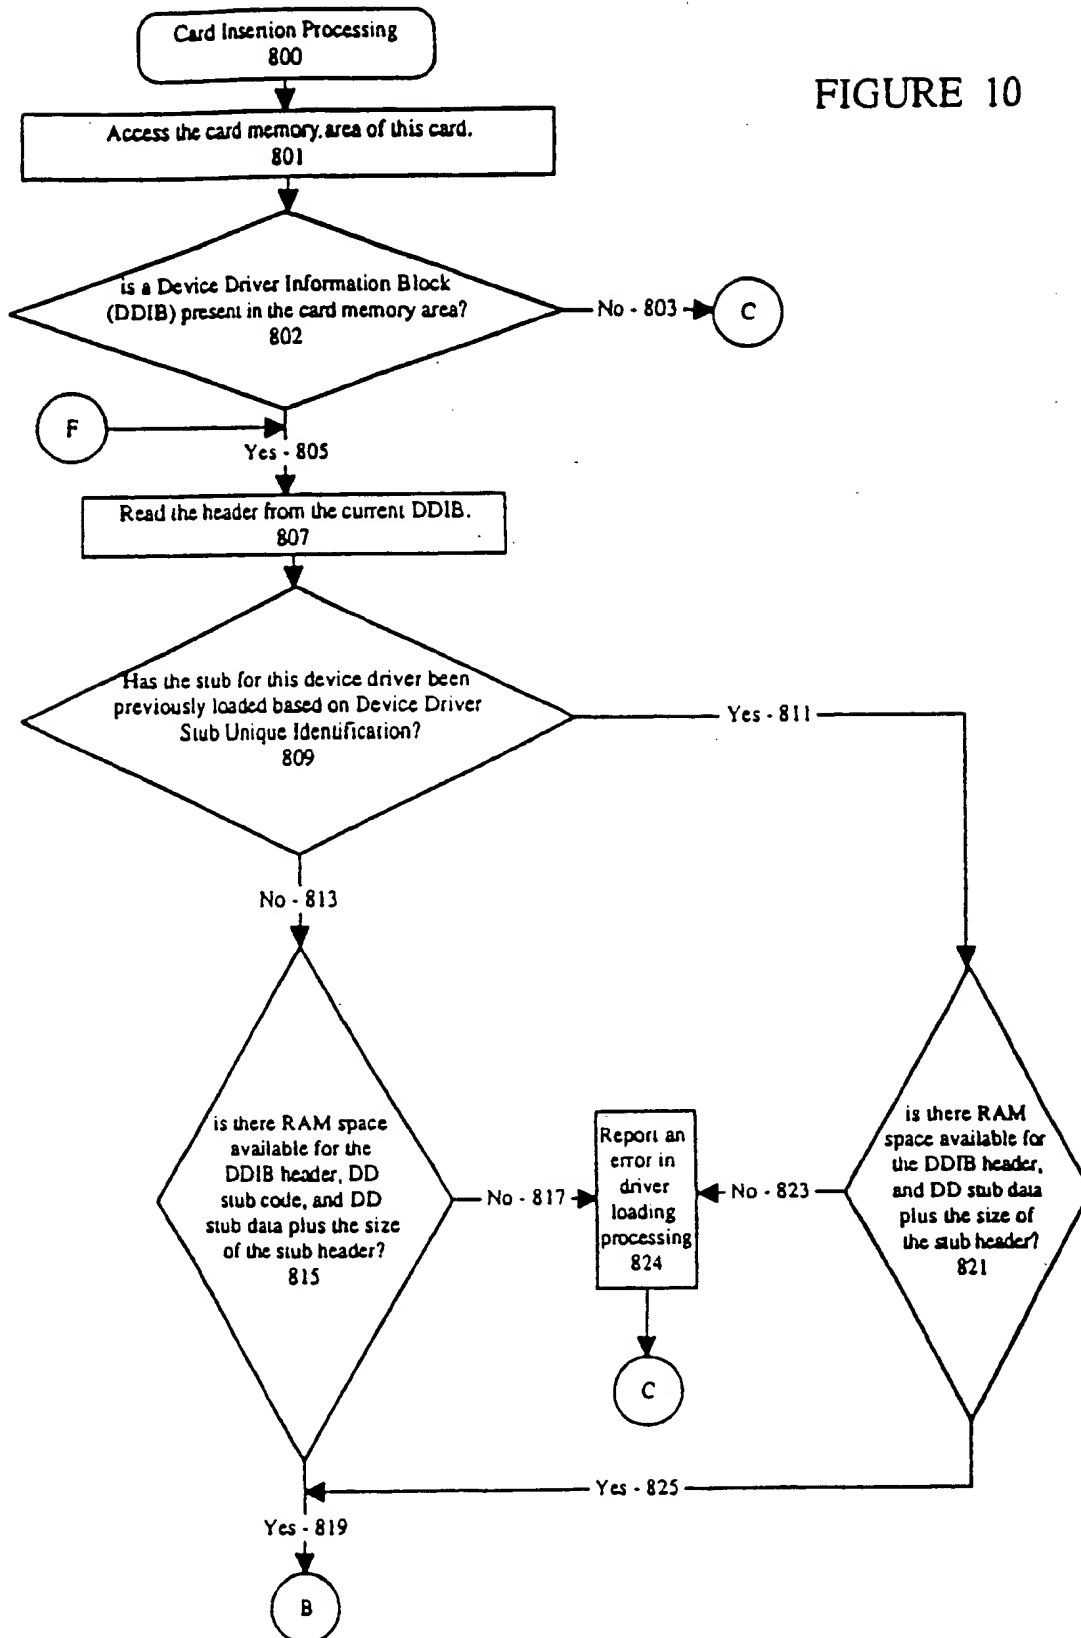 Card Insertion Processing
800
FIGURE 10
Access the card memory area of this card.
801
is a Device Driver Information Block
(DDIB) present in the card memory area?
802
No - 803
C
F
Yes - 805
Read the header from the current DDIB.
807
Has the stub for this device driver been
previously loaded based on Device Driver
Stub Unique Identification?
809
Yes - 811
No - 813
is there RAM space
available for the
DDIB header, DD
stub code, and DD
stub data plus the size
of the stub header?
815
No - 817
Report an
error in
driver
loading
processing
824
No - 823
is there RAM
space available for
the DDIB header,
and DD stub data
plus the size of
the stub header?
821
C
Yes - 825
Yes - 819
B